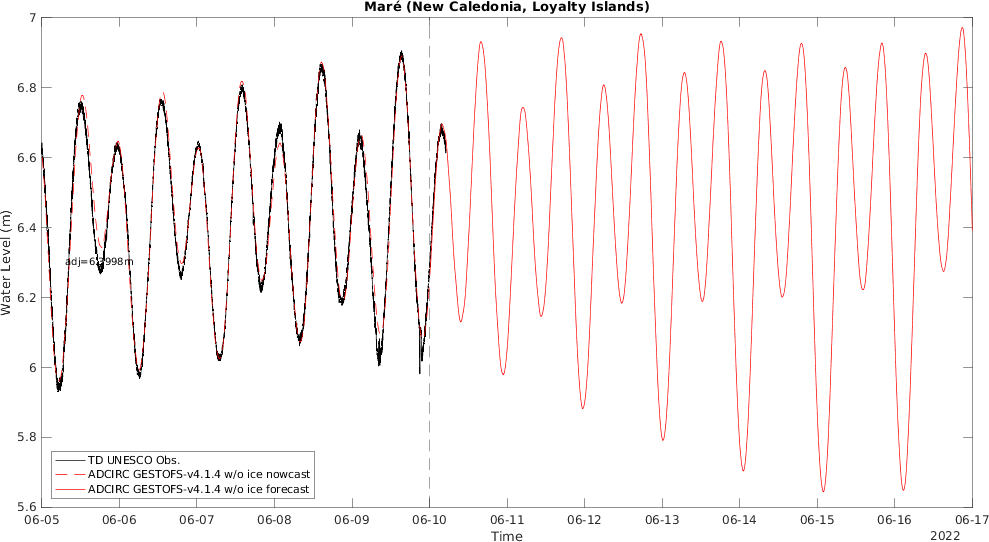 Maré (New Caledonia, Loyalty Islands)
7
6.8
6.6
6.4
6.2
6
5.8
5.6
Water Level (m)
adj=6.2998m
TD UNESCO Obs.
ADCIRC GESTOFS-v4.1.4 w/o ice nowcast
ADCIRC GESTOFS-v4.1.4 w/o ice forecast
06-05 06-06 06-07 06-08 06-09 06-10 06-11 06-12 06-13 06-14 06-15 06-16 06-17
Time
2022